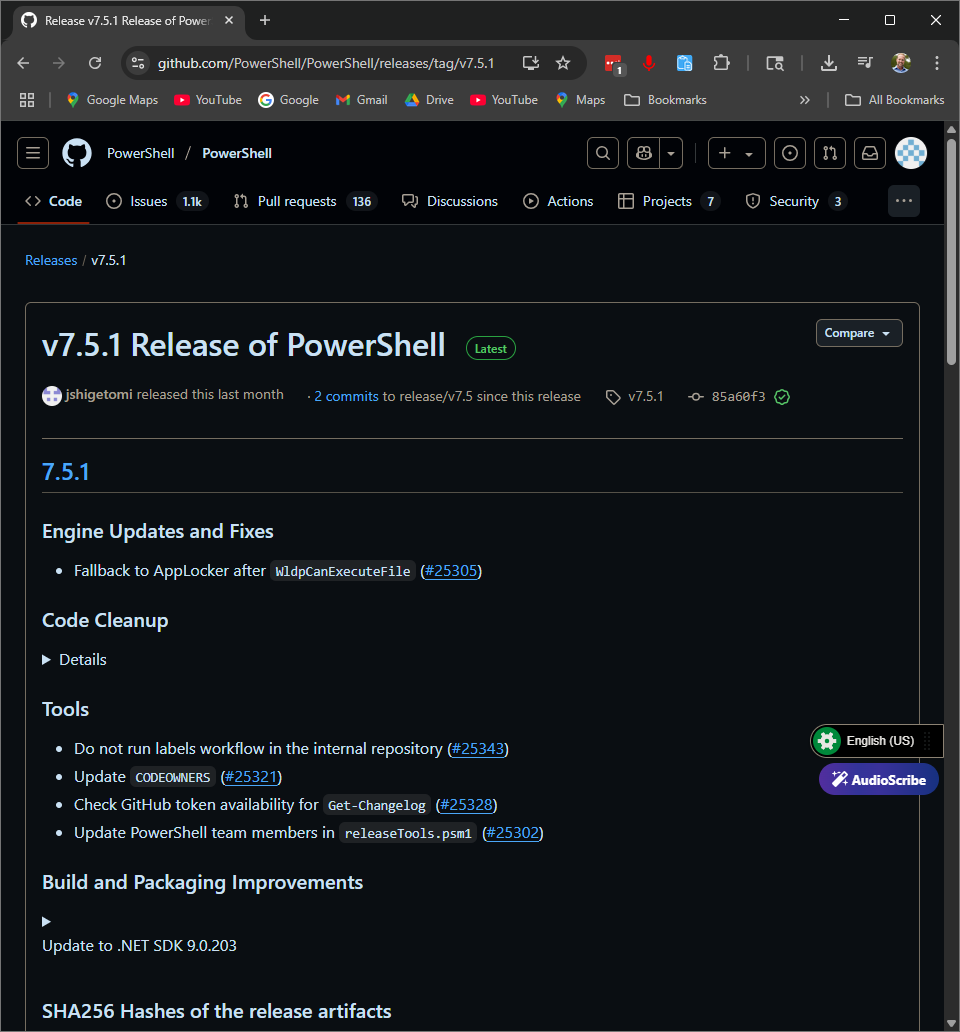 Release v7.5.1 Release of Power
github.com/PowerShell/PowerShell/releases/tag/v7.5.1
1
Google Maps YouTube Google Gmail Drive YouTube Maps Bookmarks » All Bookmarks
PowerShell / PowerShell
Code Issues 1.1k Pull requests 136 Discussions Actions Projects 7 Security 3 ...
Releases / v7.5.1
v7.5.1 Release of PowerShell Latest Compare
jshigetomi released this last month · 2 commits to release/v7.5 since this release v7.5.1 85a60f3
7.5.1
Engine Updates and Fixes
• Fallback to AppLocker after WldpCanExecuteFile (#25305)
Code Cleanup
Details
Tools
• Do not run labels workflow in the internal repository (#25343)
• Update CODEOWNERS (#25321)
• Check GitHub token availability for Get-Changelog (#25328)
• Update PowerShell team members in releaseTools.psm1 (#25302)
English (US)
AudioScribe
Build and Packaging Improvements
Update to .NET SDK 9.0.203
SHA256 Hashes of the release artifacts